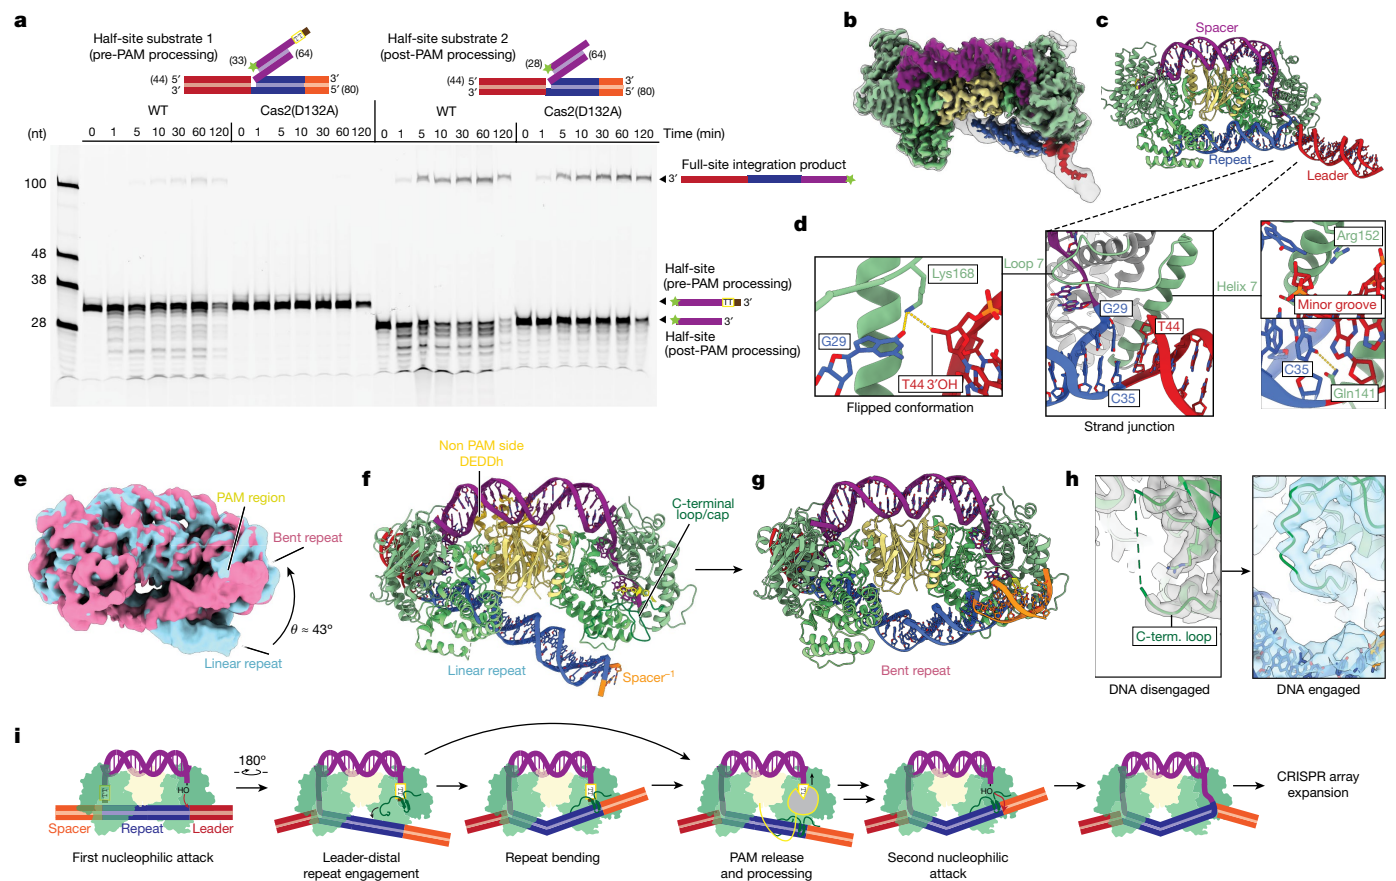 a
Half-site substrate 1
(pre-PAM processing)
TT
(33)
(64)
(44) 5′
3′
3′
5′ (80)
Half-site substrate 2
(post-PAM processing)
(28)
(64)
(44) 5′
3′
3′
5′ (80)
WT
Cas2(D132A)
WT
Cas2(D132A)
(nt)
0 1 5 10 30 60 120 0 1 5 10 30 60 120 0 1 5 10 30 60 120 0 1 5 10 30 60 120
Time (min)
100
48
38
28
Full-site integration product
3′
Half-site
(pre-PAM processing)
TT
3′
3′
Half-site
(post-PAM processing)
b
c
Spacer
Repeat
Leader
d
Lys168
G29
T44 3′OH
Flipped conformation
Loop 7
G29
T44
C35
Strand junction
Helix 7
Arg152
Minor groove
C35
Gln141
e
PAM region
Bent repeat
θ ≈ 43°
Linear repeat
f
Non PAM side
DEDDh
C-terminal
loop/cap
Linear repeat
Spacer−1
g
Bent repeat
h
C-term. loop
DNA disengaged
DNA engaged
i
HO
Spacer
Repeat
Leader
First nucleophilic attack
180°
TT
Leader-distal
repeat engagement
TT
Repeat bending
TT
PAM release
and processing
HO
Second nucleophilic
attack
CRISPR array
expansion